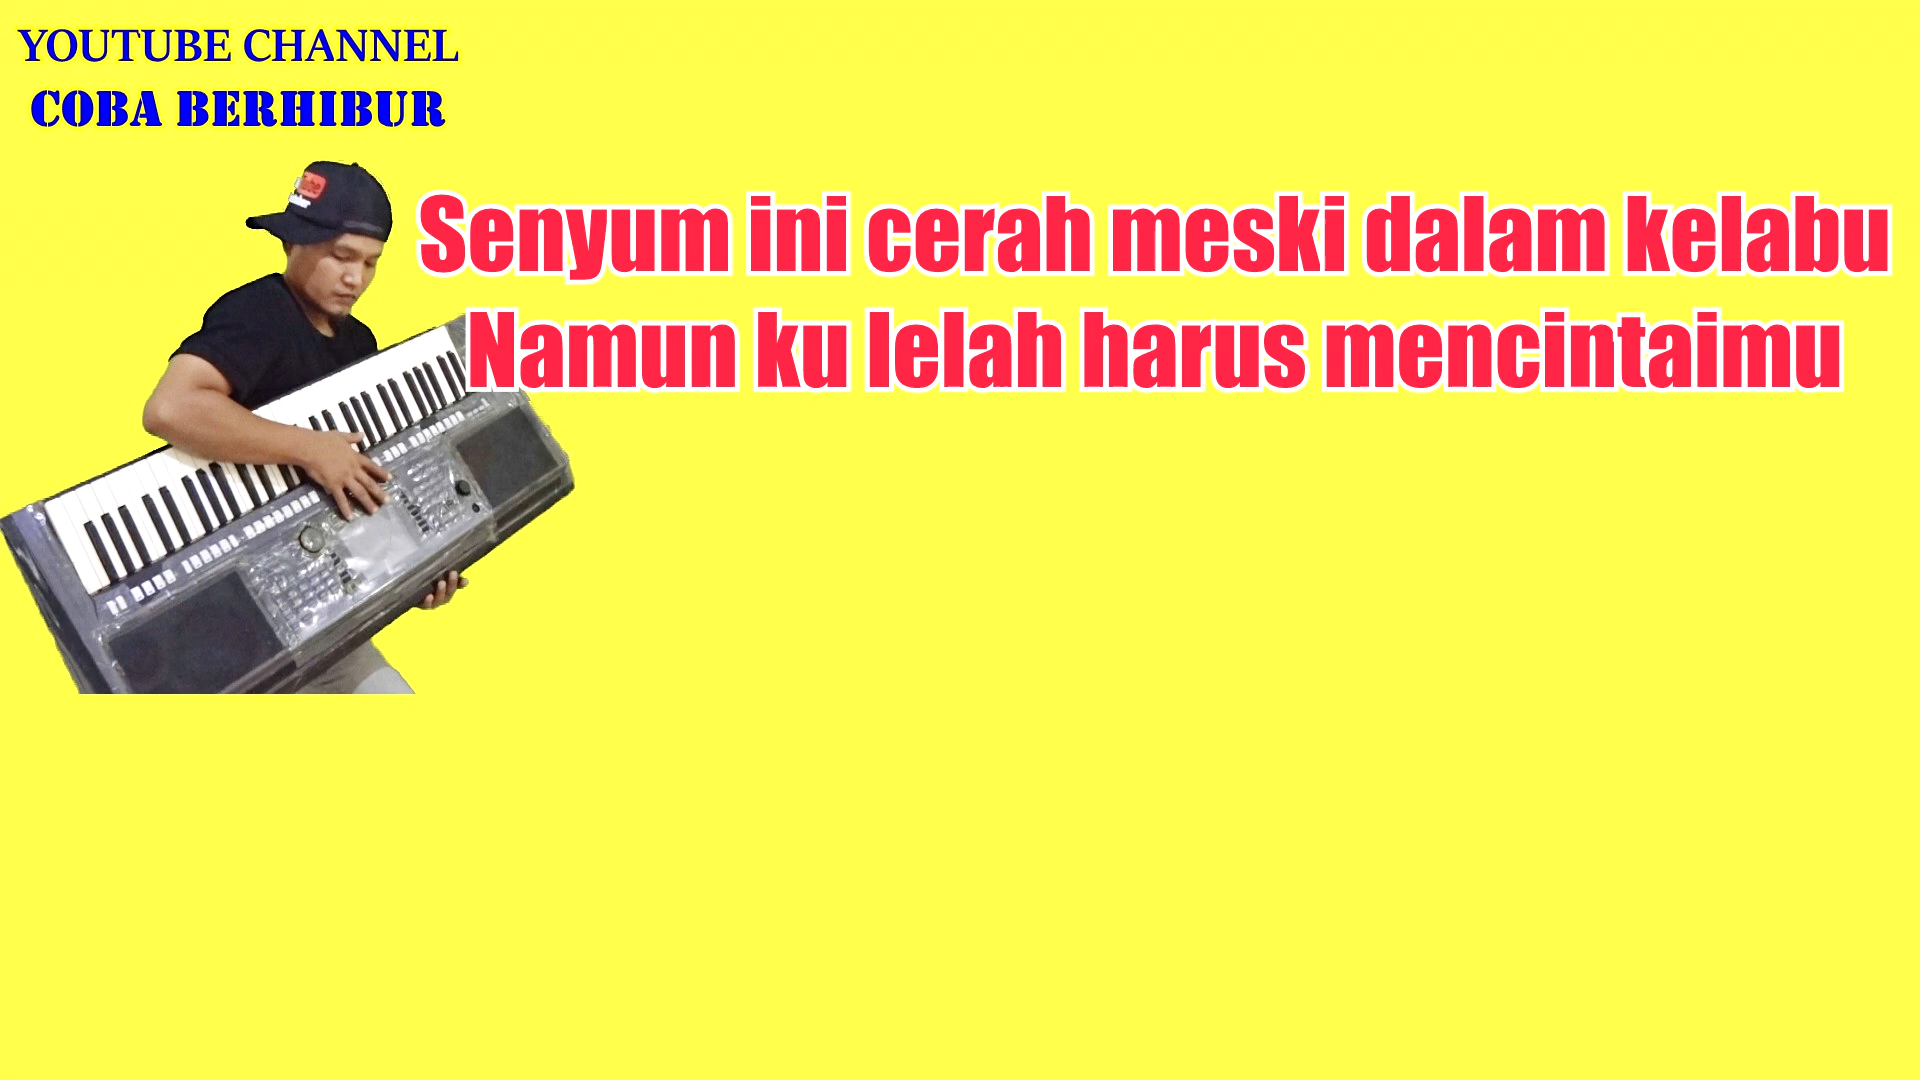 YOUTUBE CHANNEL
COBA BERHIBUR
Senyum ini cerah meski dalam kelabu
Namun ku lelah harus mencintaimu